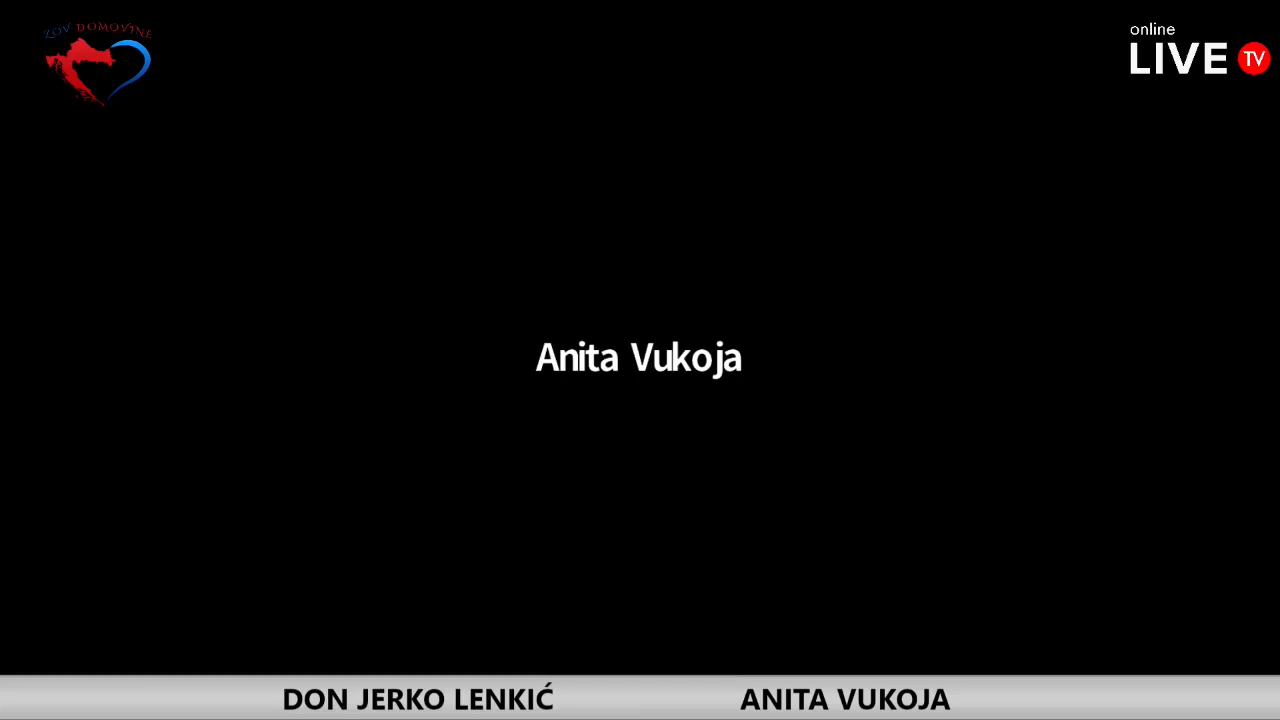 ZOV DOMOVINE
online
LIVE TV
Anita Vukoja
DON JERKO LENKIĆ ANITA VUKOJA